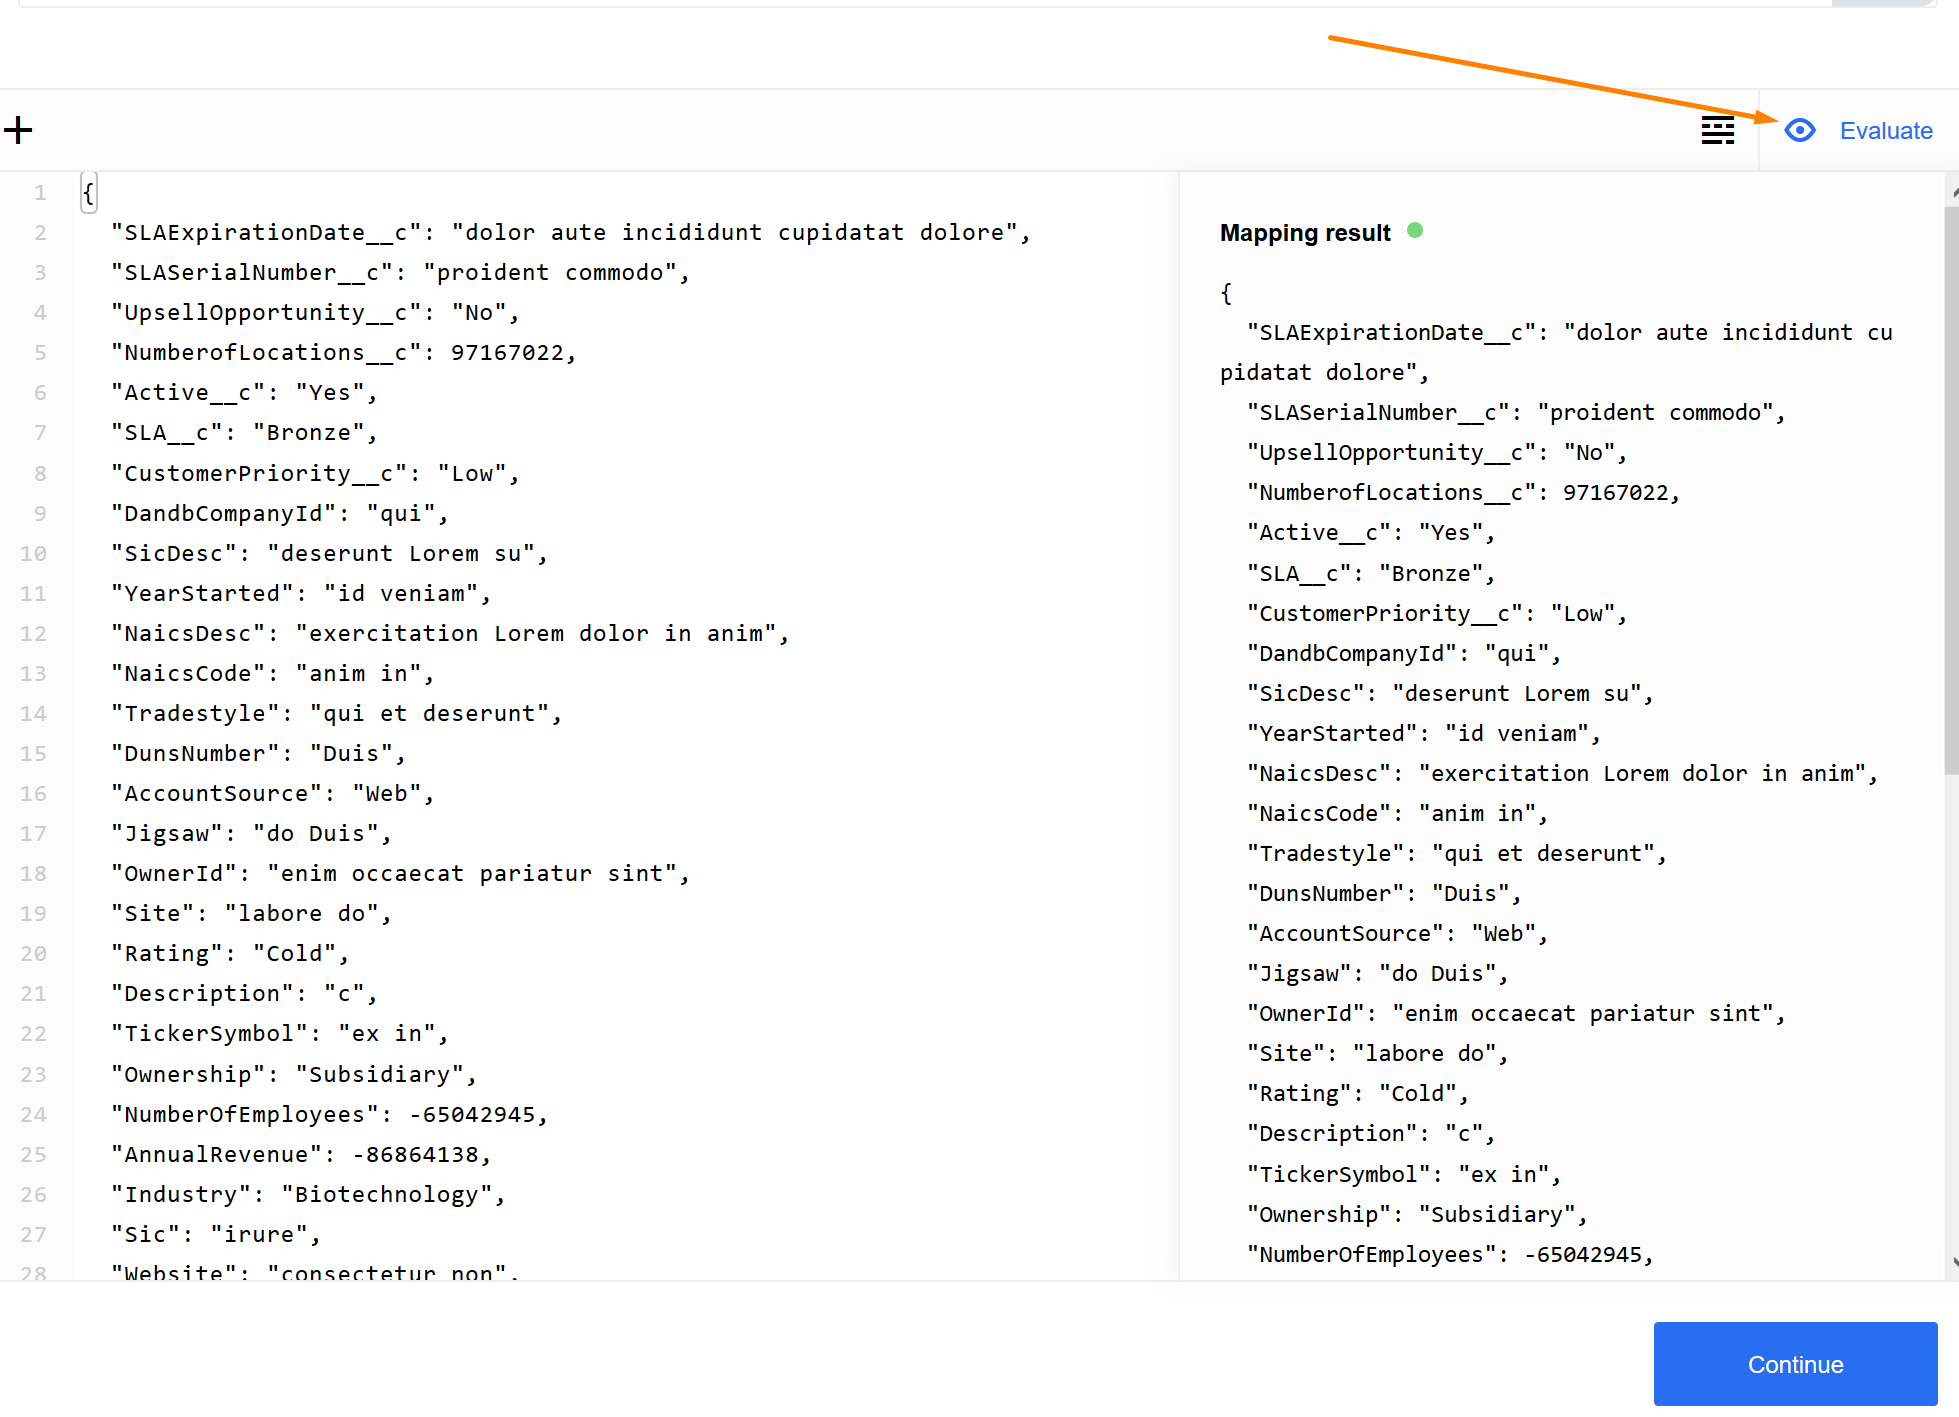 Evaluate
1 {
2 "SLAExpirationDate__c": "dolor aute incididunt cupidatat dolore",
3 "SLASerialNumber__c": "proident commodo",
4 "UpsellOpportunity__c": "No",
5 "NumberofLocations__c": 97167022,
6 "Active__c": "Yes",
7 "SLA__c": "Bronze",
8 "CustomerPriority__c": "Low",
9 "DandbCompanyId": "qui",
10 "SicDesc": "deserunt Lorem su",
11 "YearStarted": "id veniam",
12 "NaicsDesc": "exercitation Lorem dolor in anim",
13 "NaicsCode": "anim in",
14 "Tradestyle": "qui et deserunt",
15 "DunsNumber": "Duis",
16 "AccountSource": "Web",
17 "Jigsaw": "do Duis",
18 "OwnerId": "enim occaecat pariatur sint",
19 "Site": "labore do",
20 "Rating": "Cold",
21 "Description": "c",
22 "TickerSymbol": "ex in",
23 "Ownership": "Subsidiary",
24 "NumberOfEmployees": -65042945,
25 "AnnualRevenue": -86864138,
26 "Industry": "Biotechnology",
27 "Sic": "irure",
28 "Website": "consectetur non",
Mapping result
{
"SLAExpirationDate__c": "dolor aute incididunt cu
pidatat dolore",
"SLASerialNumber__c": "proident commodo",
"UpsellOpportunity__c": "No",
"NumberofLocations__c": 97167022,
"Active__c": "Yes",
"SLA__c": "Bronze",
"CustomerPriority__c": "Low",
"DandbCompanyId": "qui",
"SicDesc": "deserunt Lorem su",
"YearStarted": "id veniam",
"NaicsDesc": "exercitation Lorem dolor in anim",
"NaicsCode": "anim in",
"Tradestyle": "qui et deserunt",
"DunsNumber": "Duis",
"AccountSource": "Web",
"Jigsaw": "do Duis",
"OwnerId": "enim occaecat pariatur sint",
"Site": "labore do",
"Rating": "Cold",
"Description": "c",
"TickerSymbol": "ex in",
"Ownership": "Subsidiary",
"NumberOfEmployees": -65042945,
Continue